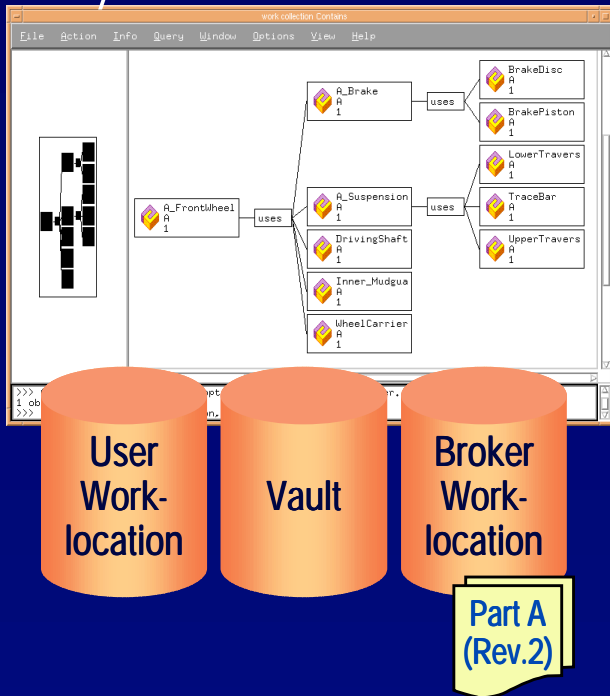 work collection Contains
File Action Info Query Window Options View Help
BrakeDisc
A
1
A_Brake
A
1
uses
BrakePiston
A
1
LowerTravers
A
1
A_FrontWheel
A
1
uses
A_Suspension
A
1
uses
TraceBar
A
1
DrivingShaft
A
1
UpperTravers
A
1
Inner_Mudgua
A
1
WheelCarrier
A
1
>>>
1 ob
>>>
User
Work-
location
Vault
Broker
Work-
location
Part A
(Rev.2)